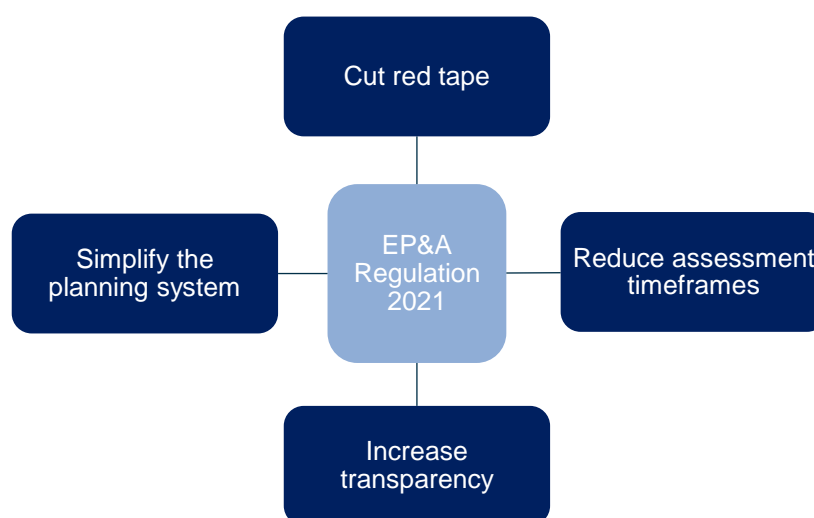 Cut red tape
Simplify the
planning system
EP&A
Regulation
2021
Reduce assessment
timeframes
Increase
transparency